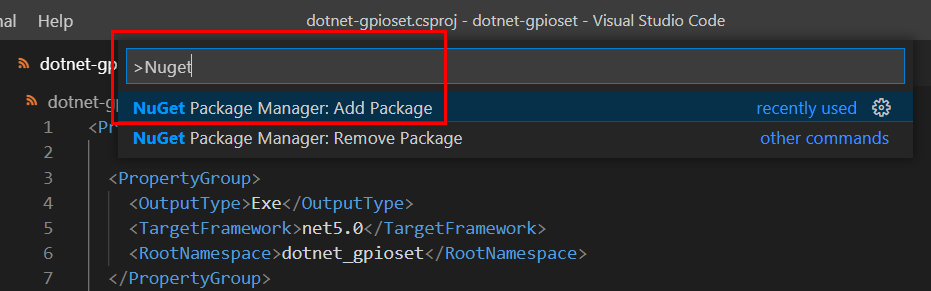 nal Help dotnet-gpioset.csproj - dotnet-gpioset - Visual Studio Code
dotnet-gp
>Nuget
dotnet-g
NuGet Package Manager: Add Package recently used
NuGet Package Manager: Remove Package other commands
1 <Pr
2
3 <PropertyGroup>
4 <OutputType>Exe</OutputType>
5 <TargetFramework>net5.0</TargetFramework>
6 <RootNamespace>dotnet_gpioset</RootNamespace>
7 </PropertyGroup>